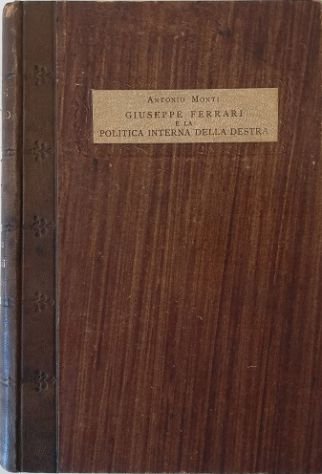 Antonio Monti
GIUSEPPE FERRARI
E LA
POLITICA INTERNA DELLA DESTRA